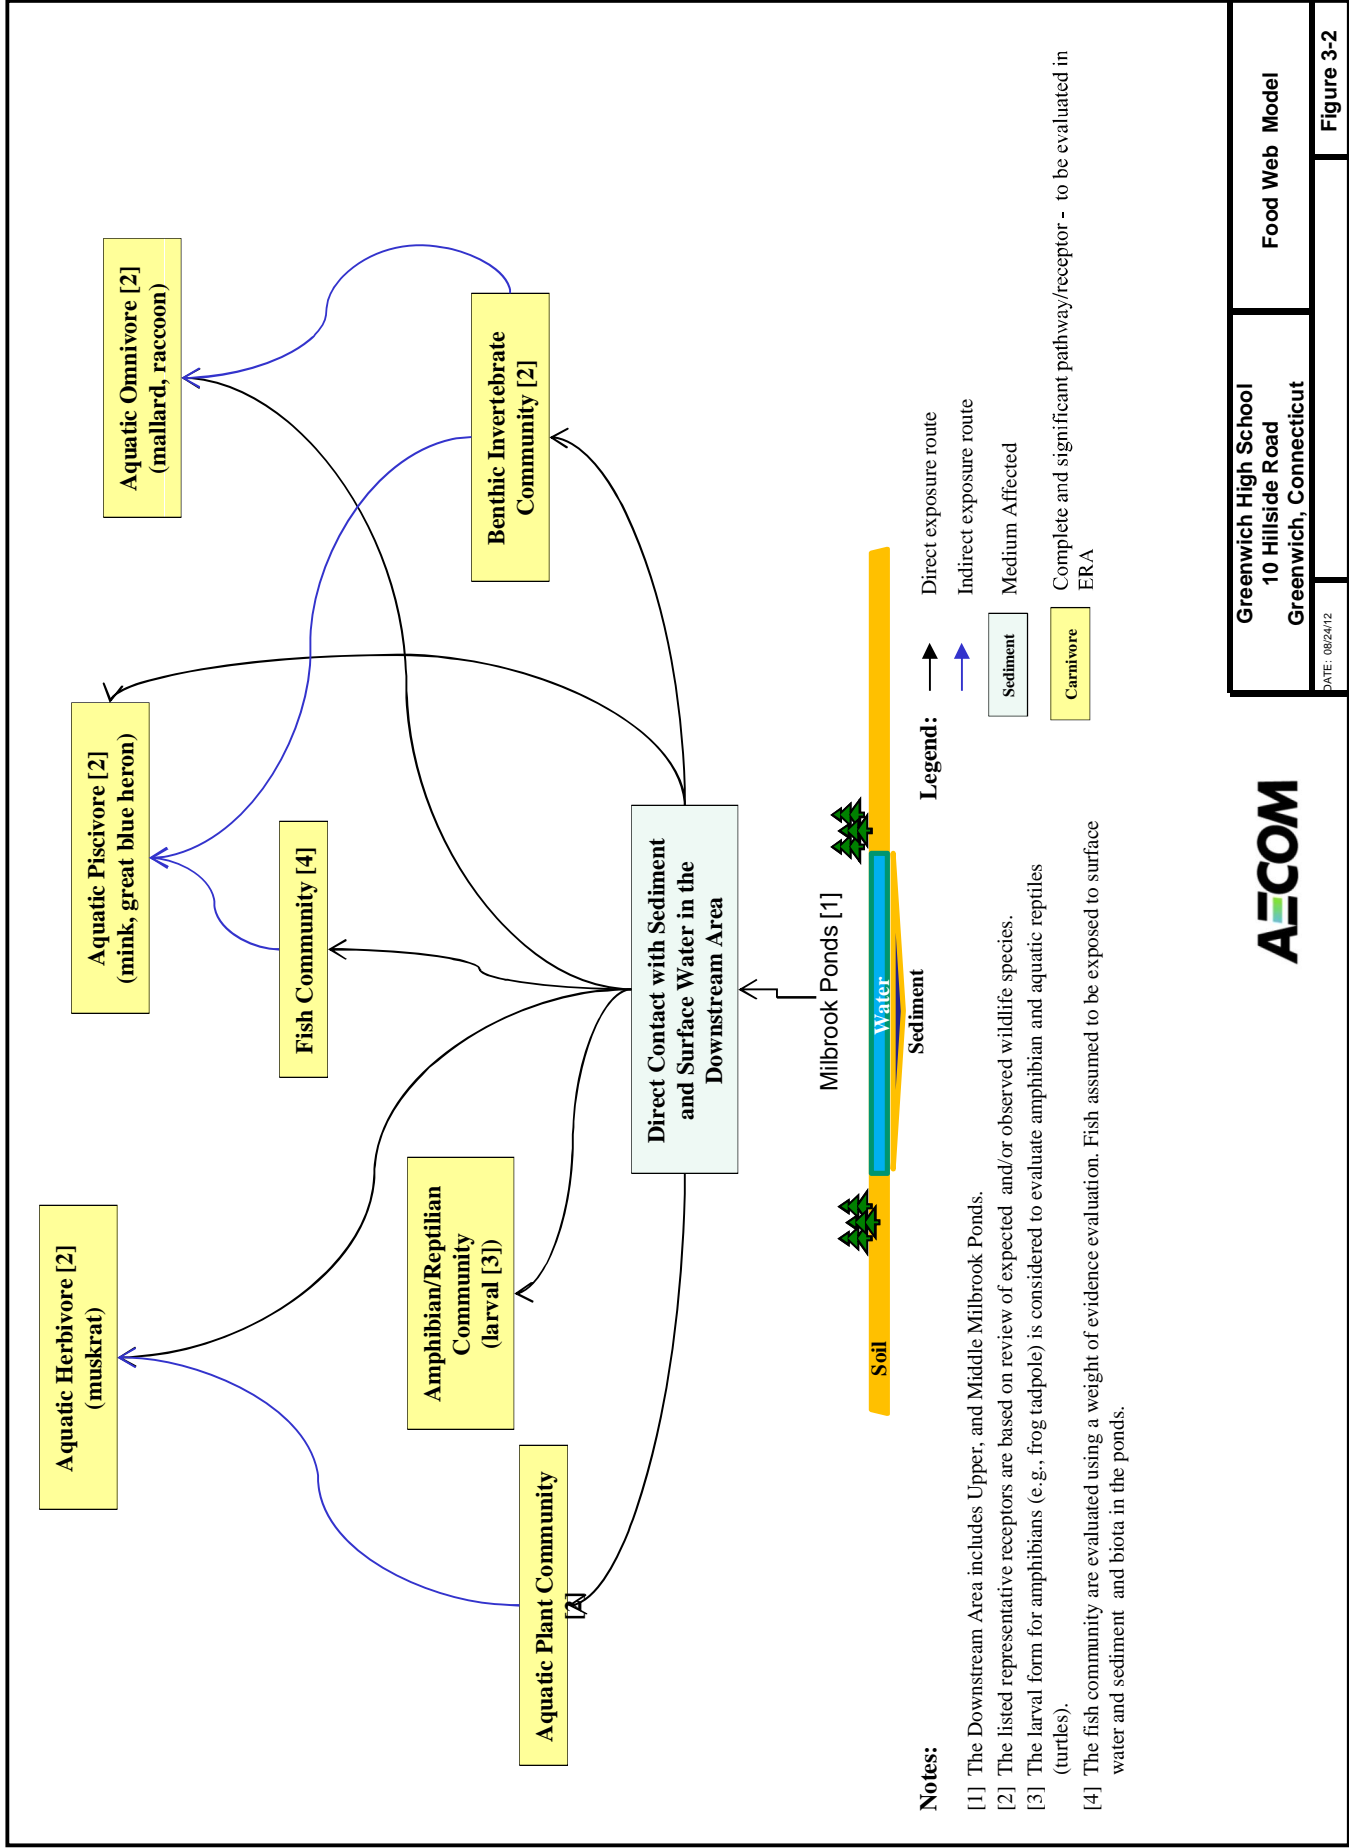 Aquatic Herbivore [2]
(muskrat)
Aquatic Piscivore [2]
(mink, great blue heron)
Aquatic Omnivore [2]
(mallard, raccoon)
Fish Community [4]
Amphibian/Reptilian
Community
(larval [3])
Benthic Invertebrate
Community [2]
Aquatic Plant Community
[2]
Direct Contact with Sediment
and Surface Water in the
Downstream Area
Milbrook Ponds [1]
Soil
Water
Sediment
Legend:
Direct exposure route
Indirect exposure route
Sediment
Medium Affected
Carnivore
Complete and significant pathway/receptor - to be evaluated in
ERA
Notes:
[1] The Downstream Area includes Upper, and Middle Milbrook Ponds.
[2] The listed representative receptors are based on review of expected and/or observed wildlife species.
[3] The larval form for amphibians (e.g., frog tadpole) is considered to evaluate amphibian and aquatic reptiles
(turtles).
[4] The fish community are evaluated using a weight of evidence evaluation. Fish assumed to be exposed to surface
water and sediment and biota in the ponds.
AECOM
Greenwich High School
10 Hillside Road
Greenwich, Connecticut
Food Web Model
DATE: 08/24/12
Figure 3-2